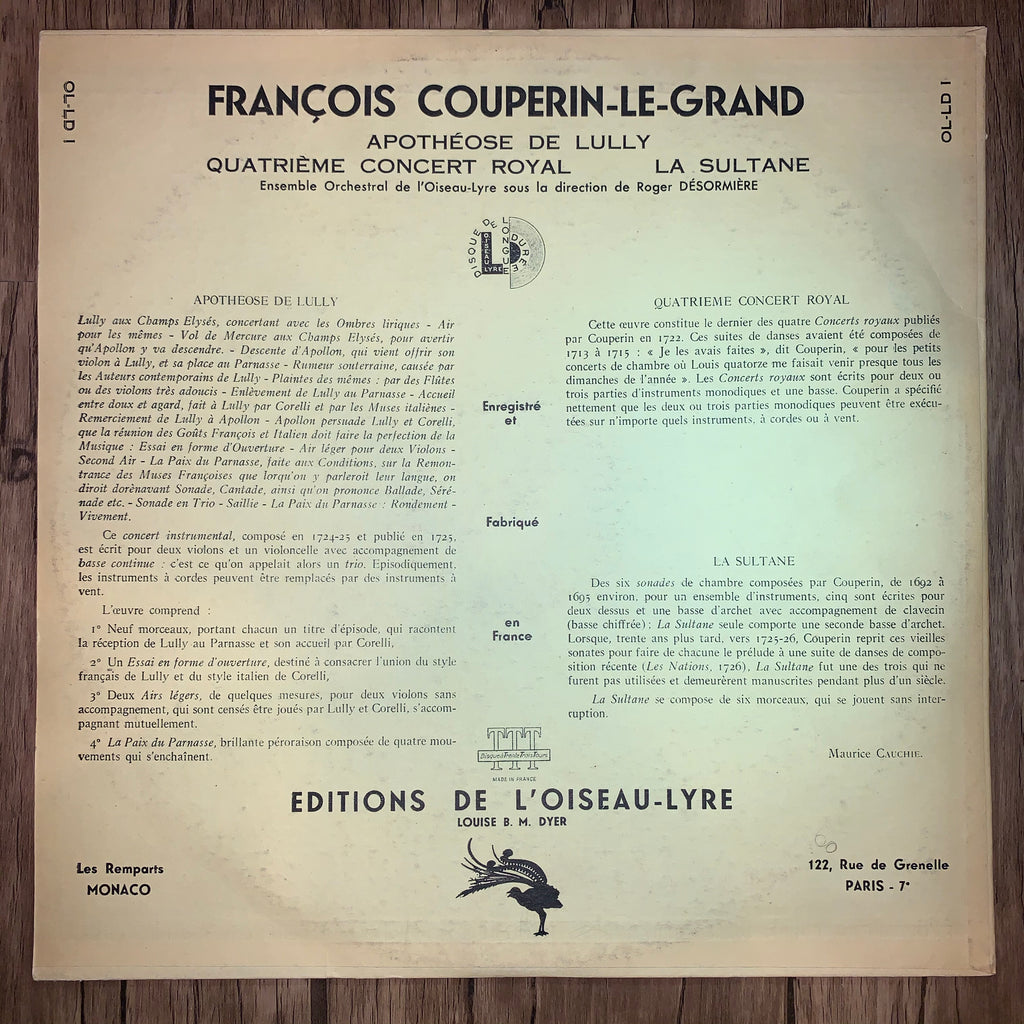 OL-LD 1
OL-LD 1
FRANÇOIS COUPERIN-LE-GRAND
APOTHÉOSE DE LULLY
QUATRIÈME CONCERT ROYAL LA SULTANE
Ensemble Orchestral de l'Oiseau-Lyre sous la direction de Roger DÉSORMIÈRE
DISQUE DE LONGUE DURÉE
OISEAU
LYRE
LD
APOTHEOSE DE LULLY
Lully aux Champs Elysés, concertant avec les Ombres liriques - Air
pour les mêmes - Vol de Mercure aux Champs Elysés, pour avertir
qu'Apollon y va descendre. - Descente d'Apollon, qui vient offrir son
violon à Lully, et sa place au Parnasse - Rumeur souterraine, causée par
les Auteurs contemporains de Lully - Plaintes des mêmes : par des Flûtes
ou des violons très adoucis - Enlèvement de Lully au Parnasse - Accueil
entre doux et agard, fait à Lully par Corelli et par les Muses italiènes -
Remerciement de Lully à Apollon - Apollon persuade Lully et Corelli,
que la réunion des Goûts François et Italien doit faire la perfection de la
Musique : Essai en forme d'Ouverture - Air léger pour deux Violons -
Second Air - La Paix du Parnasse, faite aux Conditions, sur la Remon-
trance des Muses Françoises que lorqu'on y parleroit leur langue, on
diroit dorènavant Sonade, Cantade, ainsi qu'on prononce Ballade, Séré-
nade etc. - Sonade en Trio - Saillie - La Paix du Parnasse : Rondement -
Vivement.
Ce concert instrumental, composé en 1724-25 et publié en 1725,
est écrit pour deux violons et un violoncelle avec accompagnement de
basse continue : c'est ce qu'on appelait alors un trio. Episodiquement,
les instruments à cordes peuvent être remplacés par des instruments à
vent.
L'œuvre comprend :
1° Neuf morceaux, portant chacun un titre d'épisode, qui racontent
la réception de Lully au Parnasse et son accueil par Corelli,
2° Un Essai en forme d'ouverture, destiné à consacrer l'union du style
français de Lully et du style italien de Corelli,
3° Deux Airs légers, de quelques mesures, pour deux violons sans
accompagnement, qui sont censés être joués par Lully et Corelli, s'accom-
pagnant mutuellement.
4° La Paix du Parnasse, brillante péroraison composée de quatre mou-
vements qui s'enchaînent.
Enregistré
et
Fabriqué
en
France
QUATRIEME CONCERT ROYAL
Cette œuvre constitue le dernier des quatre Concerts royaux publiés
par Couperin en 1722. Ces suites de danses avaient été composées de
1713 à 1715 : « Je les avais faites », dit Couperin, « pour les petits
concerts de chambre où Louis quatorze me faisait venir presque tous les
dimanches de l'année ». Les Concerts royaux sont écrits pour deux ou
trois parties d'instruments monodiques et une basse. Couperin a spécifié
nettement que les deux ou trois parties monodiques peuvent être exécu-
tées sur n'importe quels instruments, à cordes ou à vent.
LA SULTANE
Des six sonades de chambre composées par Couperin, de 1692 à
1695 environ, pour un ensemble d'instruments, cinq sont écrites pour
deux dessus et une basse d'archet avec accompagnement de clavecin
(basse chiffrée) ; La Sultane seule comporte une seconde basse d'archet.
Lorsque, trente ans plus tard, vers 1725-26, Couperin reprit ces vieilles
sonates pour faire de chacune le prélude à une suite de danses de compo-
sition récente (Les Nations, 1726), La Sultane fut une des trois qui ne
furent pas utilisées et demeurèrent manuscrites pendant plus d'un siècle.
La Sultane se compose de six morceaux, qui se jouent sans inter-
ruption.
Maurice CAUCHIE.
TTT
Disques Trente Trois Tours
MADE IN FRANCE
EDITIONS DE L'OISEAU-LYRE
LOUISE B. M. DYER
Les Remparts
MONACO
122, Rue de Grenelle
PARIS - 7e